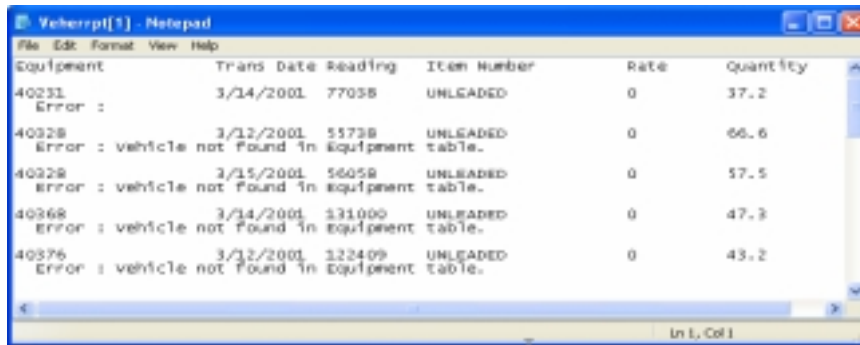 Veherrpt[1] - Notepad
File Edit Format View Help
Equipment Trans Date Reading Item Number Rate Quantity
40231 3/14/2001 77038 UNLEADED 0 37.2
Error :
40328 3/12/2001 55738 UNLEADED 0 66.6
Error : vehicle not found in Equipment table.
40328 3/15/2001 56058 UNLEADED 0 57.5
Error : vehicle not found in Equipment table.
40368 3/14/2001 131000 UNLEADED 0 47.3
Error : vehicle not found in Equipment table.
40376 3/12/2001 122409 UNLEADED 0 43.2
Error : vehicle not found in Equipment table.
Ln 1, Col 1